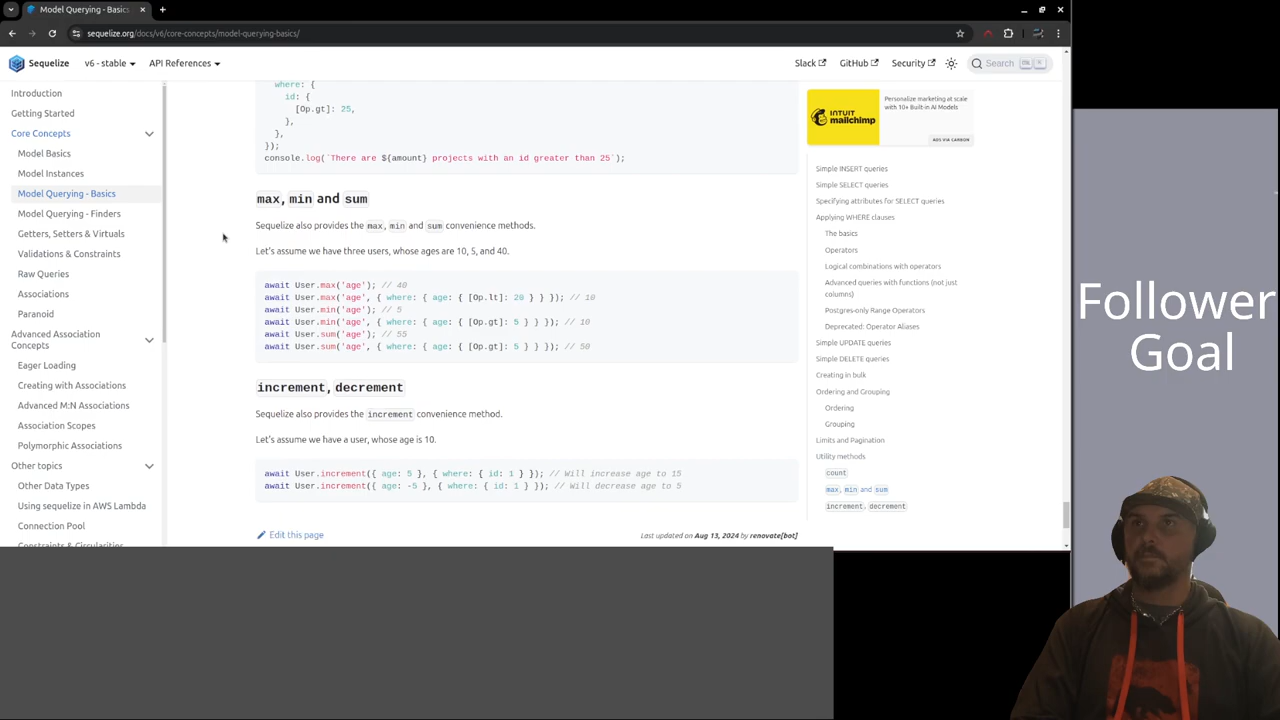 Model Querying - Basics
sequelize.org/docs/v6/core-concepts/model-querying-basics/
Sequelize
v6 - stable
API References
Slack
GitHub
Security
Search
Introduction
Getting Started
Core Concepts
Model Basics
Model Instances
Model Querying - Basics
Model Querying - Finders
Getters, Setters & Virtuals
Validations & Constraints
Raw Queries
Associations
Paranoid
Advanced Association
Concepts
Eager Loading
Creating with Associations
Advanced M:N Associations
Association Scopes
Polymorphic Associations
Other topics
Other Data Types
Using sequelize in AWS Lambda
Connection Pool
Constraints & Circularities
where: {
id: {
[Op.gt]: 25,
},
},
});
console.log(`There are ${amount} projects with an id greater than 25`);
max, min and sum
Sequelize also provides the max, min and sum convenience methods.
Let's assume we have three users, whose ages are 10, 5, and 40.
await User.max('age'); // 40
await User.max('age', { where: { age: { [Op.lt]: 20 } } }); // 10
await User.min('age'); // 5
await User.min('age', { where: { age: { [Op.gt]: 5 } } }); // 10
await User.sum('age'); // 55
await User.sum('age', { where: { age: { [Op.gt]: 5 } } }); // 50
increment, decrement
Sequelize also provides the increment convenience method.
Let's assume we have a user, whose age is 10.
await User.increment({ age: 5 }, { where: { id: 1 } }); // Will increase age to 15
await User.increment({ age: -5 }, { where: { id: 1 } }); // Will decrease age to 5
Edit this page
Last updated on Aug 13, 2024 by renovate[bot]
INTUIT
mailchimp
Personalize marketing at scale
with 10+ Built-in AI Models
ADS VIA CARBON
Simple INSERT queries
Simple SELECT queries
Specifying attributes for SELECT queries
Applying WHERE clauses
The basics
Operators
Logical combinations with operators
Advanced queries with functions (not just
columns)
Postgres-only Range Operators
Deprecated: Operator Aliases
Simple UPDATE queries
Simple DELETE queries
Creating in bulk
Ordering and Grouping
Ordering
Grouping
Limits and Pagination
Utility methods
count
max, min and sum
increment, decrement
Follower
Goal